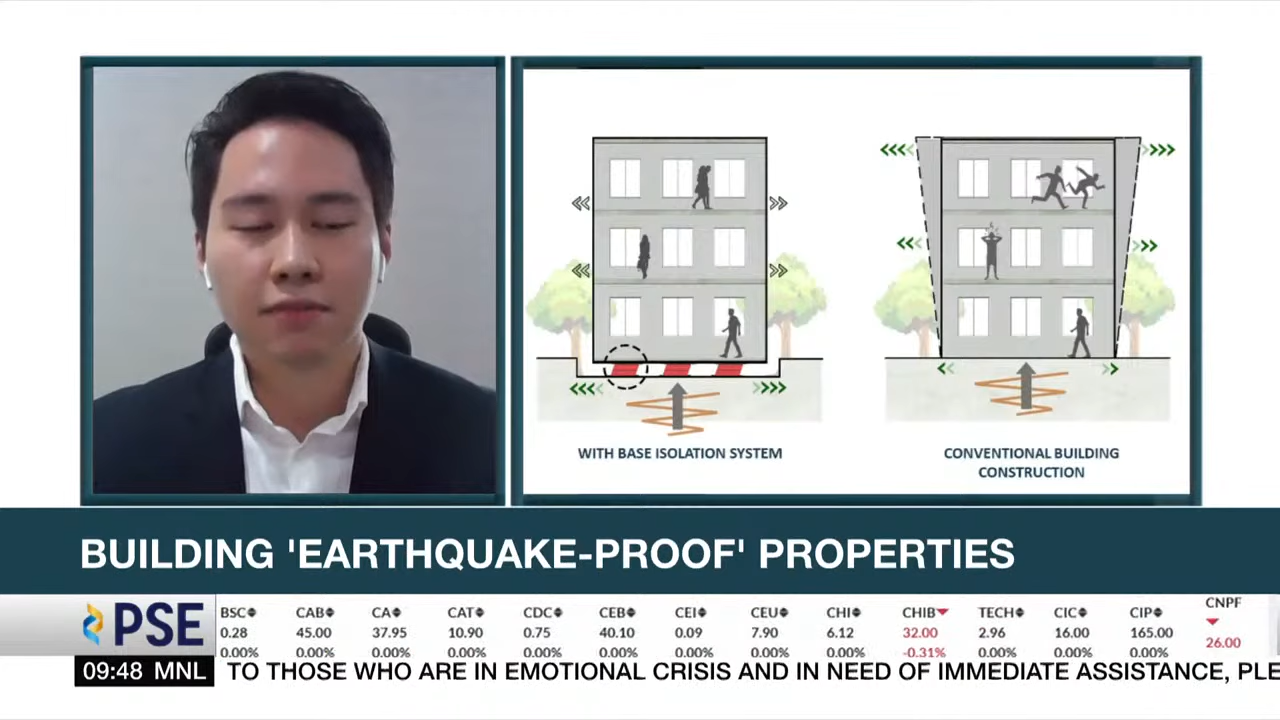 WITH BASE ISOLATION SYSTEM
CONVENTIONAL BUILDING
CONSTRUCTION
BUILDING 'EARTHQUAKE-PROOF' PROPERTIES
PSE
BSC CAB CA CAT CDC CEB CEI CEU CHI CHIB TECH CIC CIP CNPF
0.28 45.00 37.95 10.90 0.75 40.10 0.09 7.90 6.12 32.00 2.96 16.00 165.00 26.00
0.00% 0.00% 0.00% 0.00% 0.00% 0.00% 0.00% 0.00% 0.00% -0.31% 0.00% 0.00% 0.00%
09:48 MNL TO THOSE WHO ARE IN EMOTIONAL CRISIS AND IN NEED OF IMMEDIATE ASSISTANCE, PLE